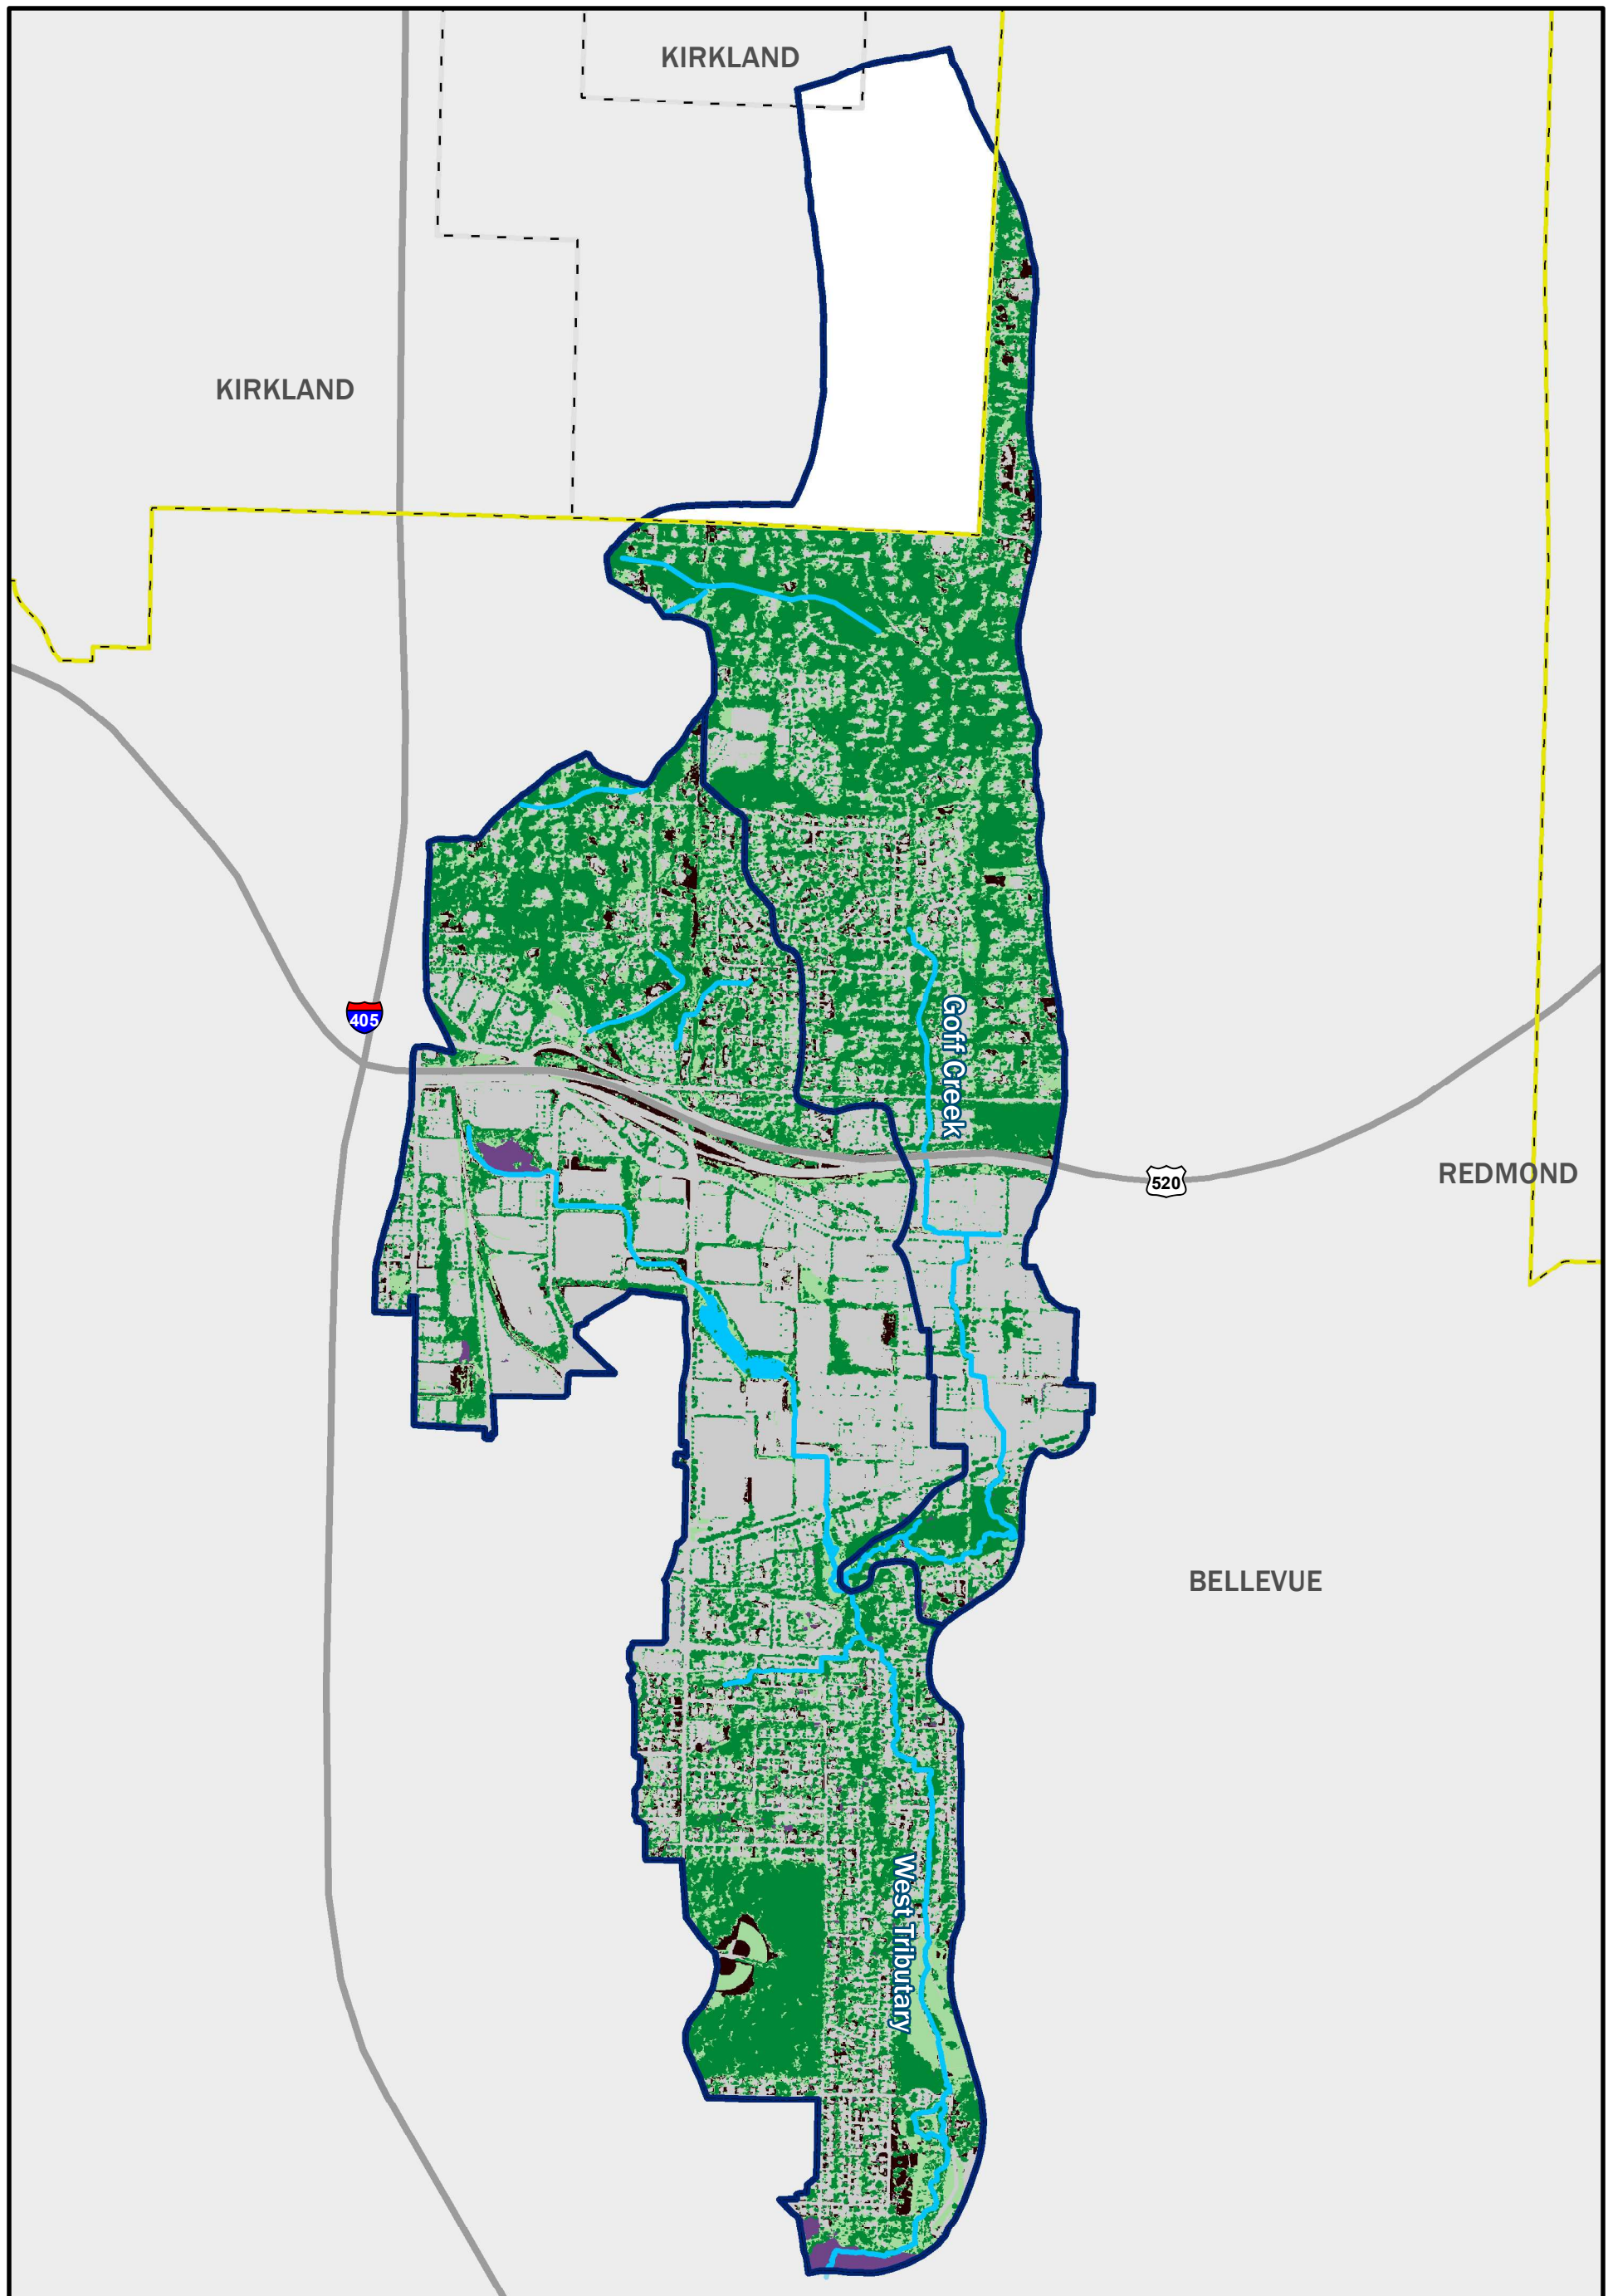 KIRKLAND
KIRKLAND
405
Goff Creek
520
REDMOND
BELLEVUE
West Tributary